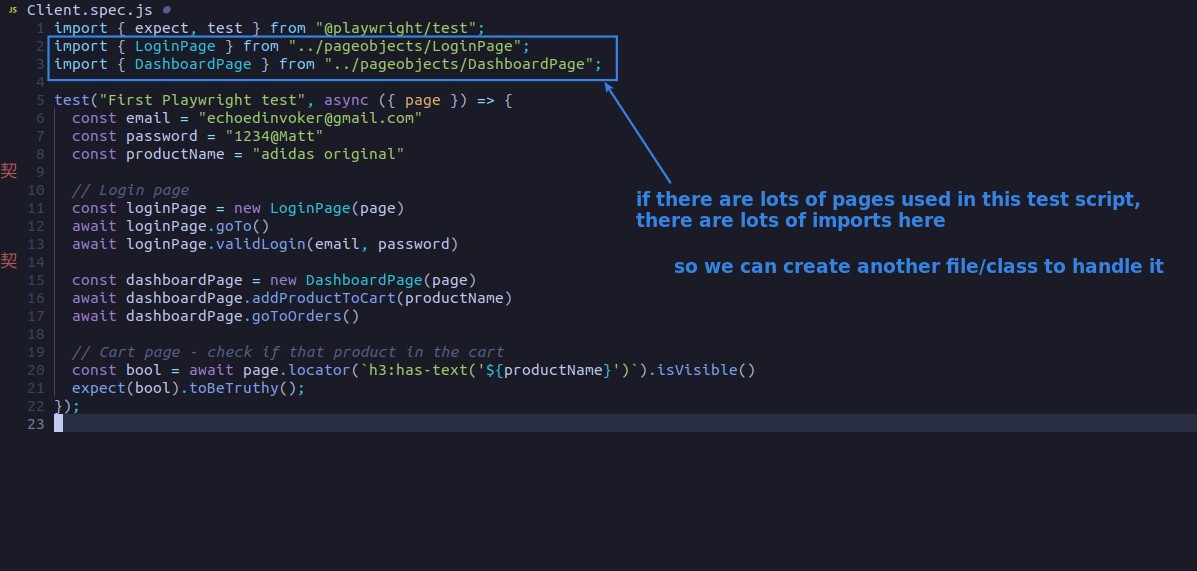 JS Client.spec.js ●
1 import { expect, test } from "@playwright/test";
2 import { LoginPage } from "../pageobjects/LoginPage";
3 import { DashboardPage } from "../pageobjects/DashboardPage";
4
5 test("First Playwright test", async ({ page }) => {
6 const email = "echoedinvoker@gmail.com"
7 const password = "1234@Matt"
8 const productName = "adidas original"
契 9
10 // Login page
11 const loginPage = new LoginPage(page)
12 await loginPage.goTo()
13 await loginPage.validLogin(email, password)
契 14
15 const dashboardPage = new DashboardPage(page)
16 await dashboardPage.addProductToCart(productName)
17 await dashboardPage.goToOrders()
18
19 // Cart page - check if that product in the cart
20 const bool = await page.locator(`h3:has-text('${productName}')`).isVisible()
21 expect(bool).toBeTruthy();
22 });
23
if there are lots of pages used in this test script,
there are lots of imports here
so we can create another file/class to handle it